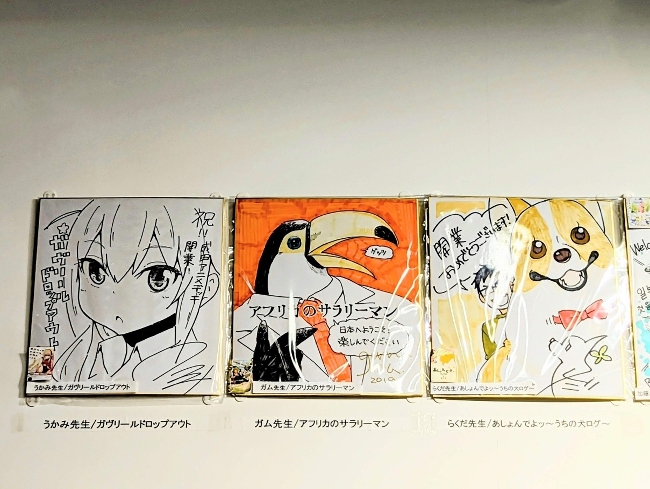 祝!!成田アニメデッキ
開業!
ガヴリール
ドロップアウト
うかみ先生/ガヴリールドロップアウト
うかみ先生/ガヴリールドロップアウト
ゲッツ
アフリカのサラリーマン
日本へようこそ
楽しんでください
2019
ガム先生/アフリカのサラリーマン
ガム先生/アフリカのサラリーマン
開業
おめでとうございます!
らくだ先生/あしょんでよッ〜うちの犬ログ〜
らくだ先生/あしょんでよッ〜うちの犬ログ〜
Welco